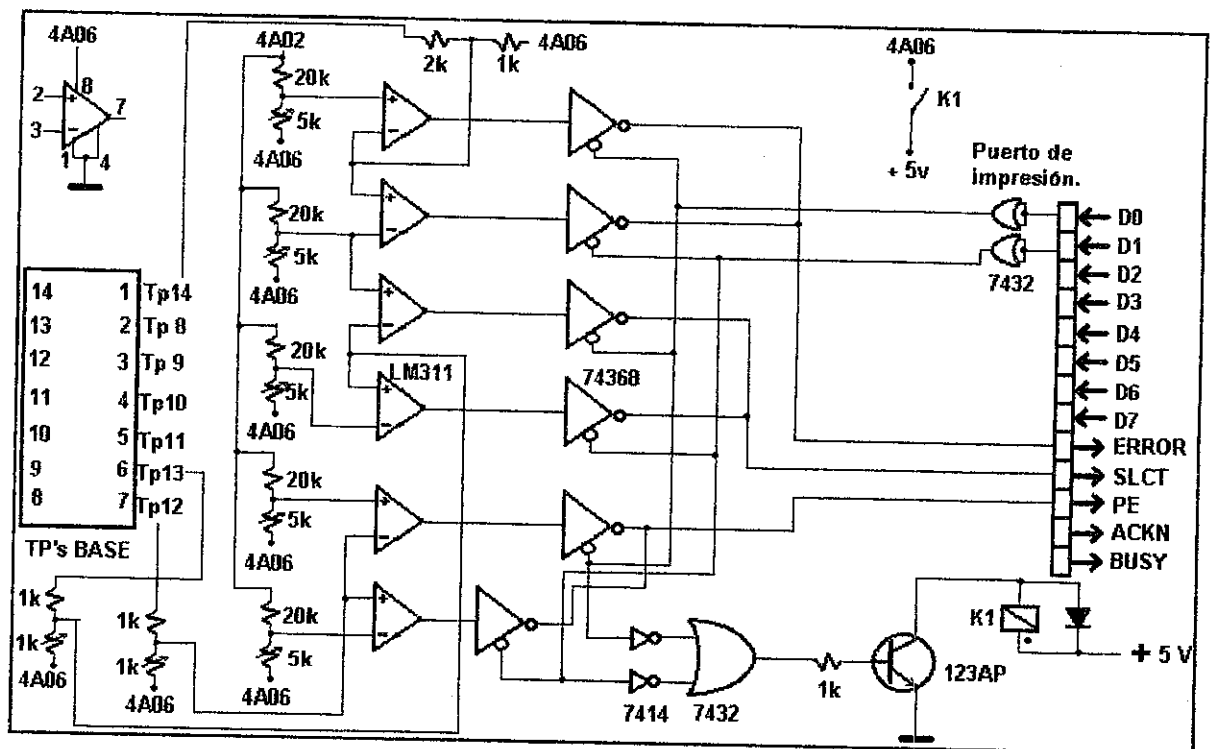 4A06
8
2
3
7
1
4
4A02
20k
5k
4A06
2k
1k
4A06
4A06
K1
+ 5v
Puerto de
impresión.
7432
D0
D1
D2
D3
D4
D5
D6
D7
ERROR
SLCT
PE
ACKN
BUSY
20k
5k
4A06
20k
5k
4A06
LM311
74368
14 1 Tp14
13 2 Tp 8
12 3 Tp 9
11 4 Tp10
10 5 Tp11
9 6 Tp13
8 7 Tp12
TP's BASE
20k
5k
4A06
20k
5k
4A06
1k
1k
4A06
1k
1k
4A06
7414
7432
1k
123AP
K1
+ 5 V